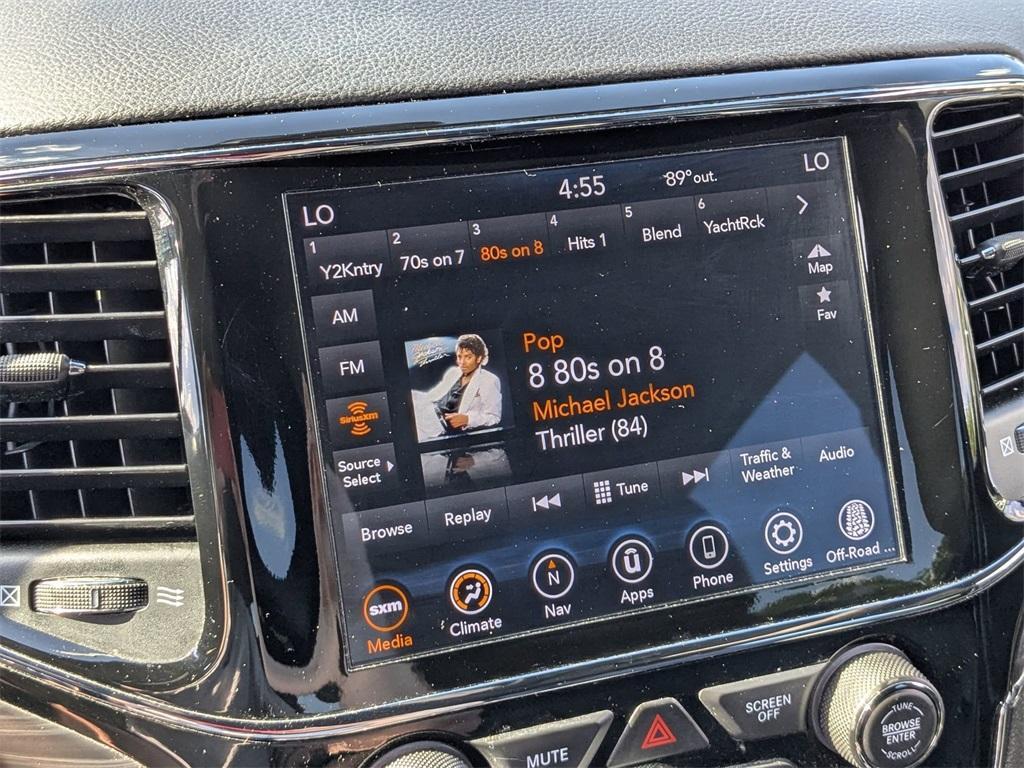 LO 4:55 89° out. LO
1 Y2Kntry 2 70s on 7 3 80s on 8 4 Hits 1 5 Blend 6 YachtRck
Map
Fav
AM
FM
SiriusXM
Source
Select
Thriller
Pop
8 80s on 8
Michael Jackson
Thriller (84)
Browse Replay Tune Traffic & Audio
Weather
sxm N u
Media Climate Nav Apps Phone Settings Off-Road ...
MUTE
SCREEN
OFF
TUNE
BROWSE
ENTER
SCROLL